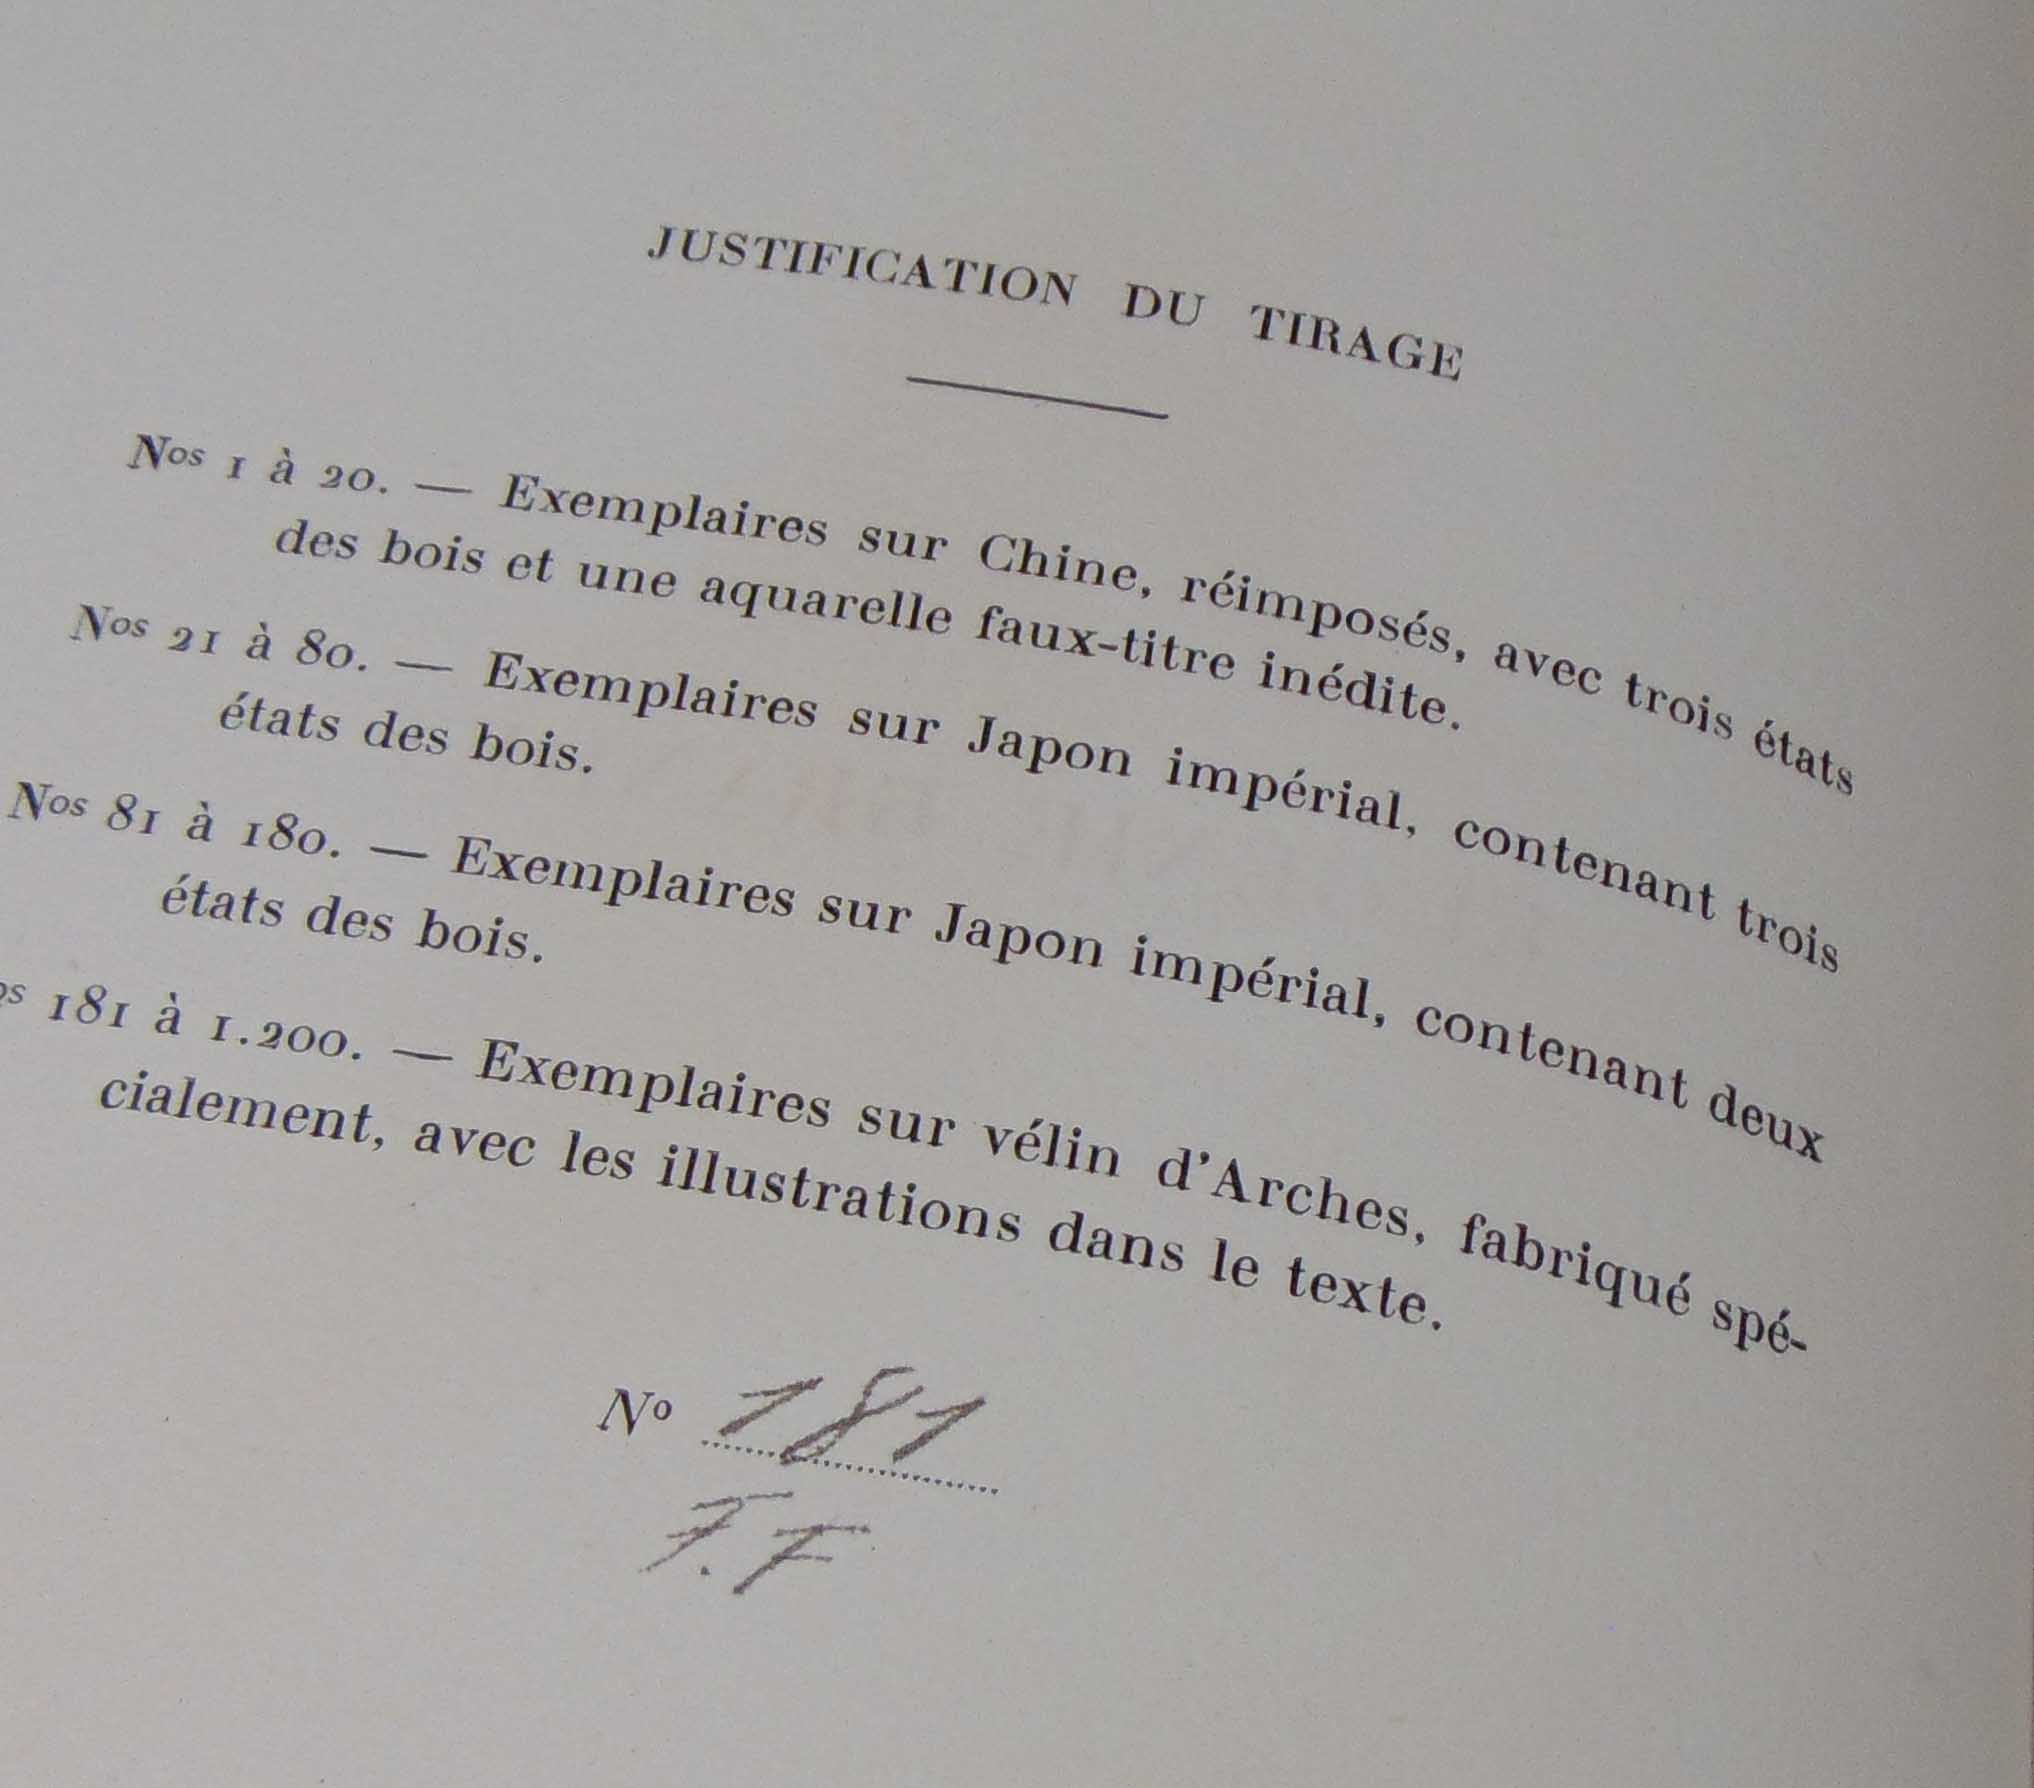 JUSTIFICATION DU TIRAGE
Nos 1 à 20. — Exemplaires sur Chine, réimposés, avec trois états
des bois et une aquarelle faux-titre inédite.
Nos 21 à 80. — Exemplaires sur Japon impérial, contenant trois
états des bois.
Nos 81 à 180. — Exemplaires sur Japon impérial, contenant deux
états des bois.
os 181 à 1.200. — Exemplaires sur vélin d'Arches, fabriqué spé-
cialement, avec les illustrations dans le texte.
No 181
F.F